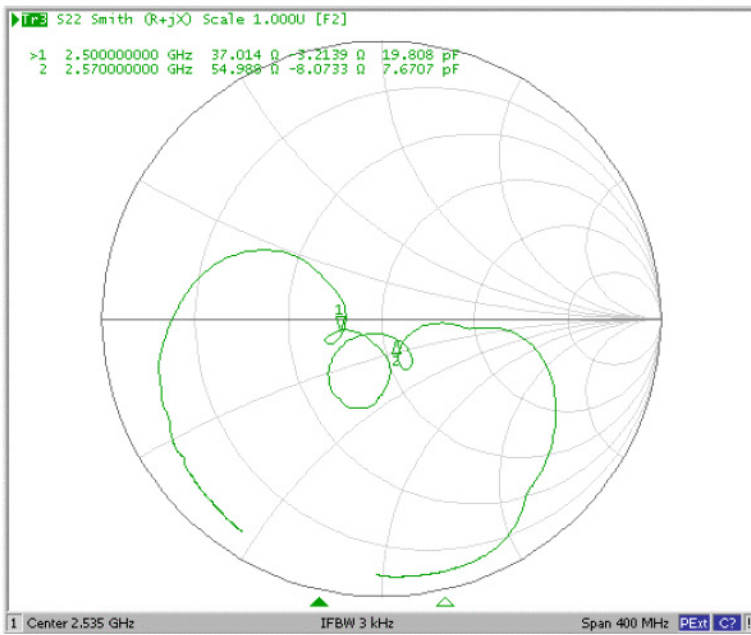 Tr3 S22 Smith (R+jX) Scale 1.000U [F2]
>1 2.500000000 GHz 37.014 Ω -3.2139 Ω 19.808 pF
2 2.570000000 GHz 54.988 Ω -8.0733 Ω 7.6707 pF
1
2
1 Center 2.535 GHz IFBW 3 kHz Span 400 MHz PExt C?